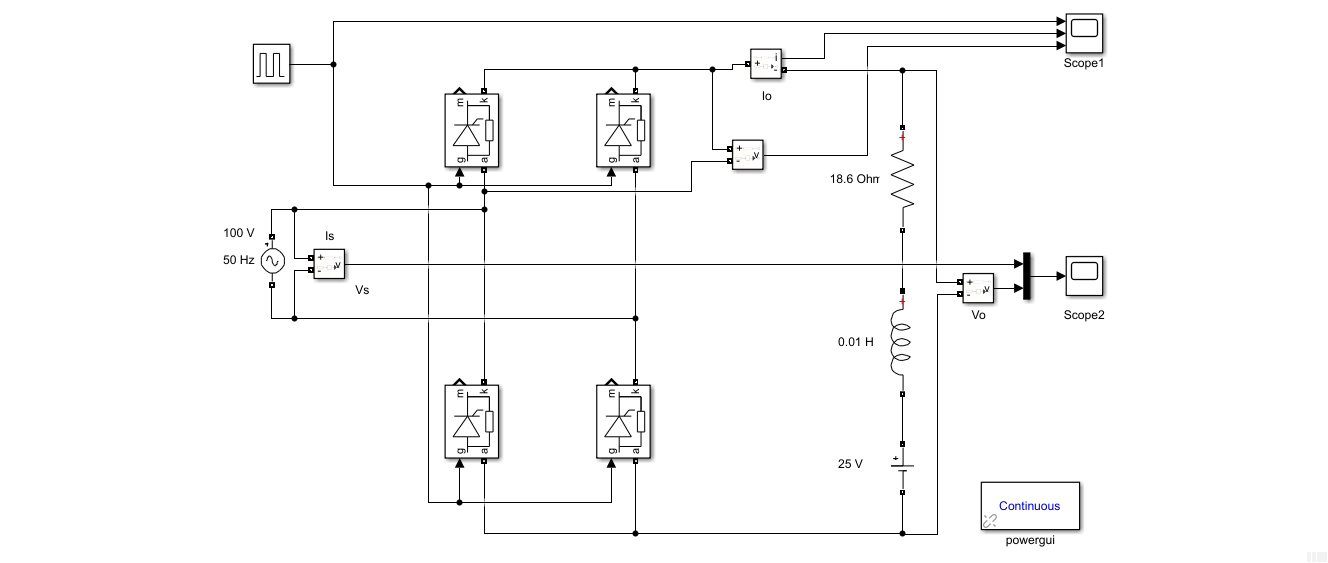 Scope1
Io
i
+
-
m
k
g
a
m
k
g
a
+
-
v
+
18.6 Ohm
100 V
50 Hz
Is
+
-
v
Vs
+
+
-
v
Vo
Scope2
0.01 H
m
k
g
a
m
k
g
a
25 V
+
Continuous
powergui